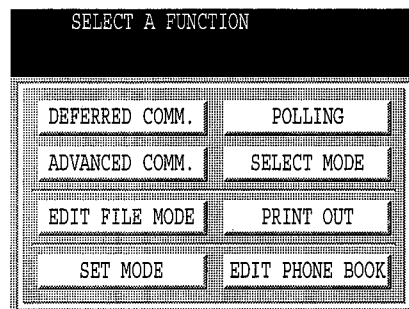 SELECT A FUNCTION
DEFERRED COMM. POLLING
ADVANCED COMM. SELECT MODE
EDIT FILE MODE PRINT OUT
SET MODE EDIT PHONE BOOK